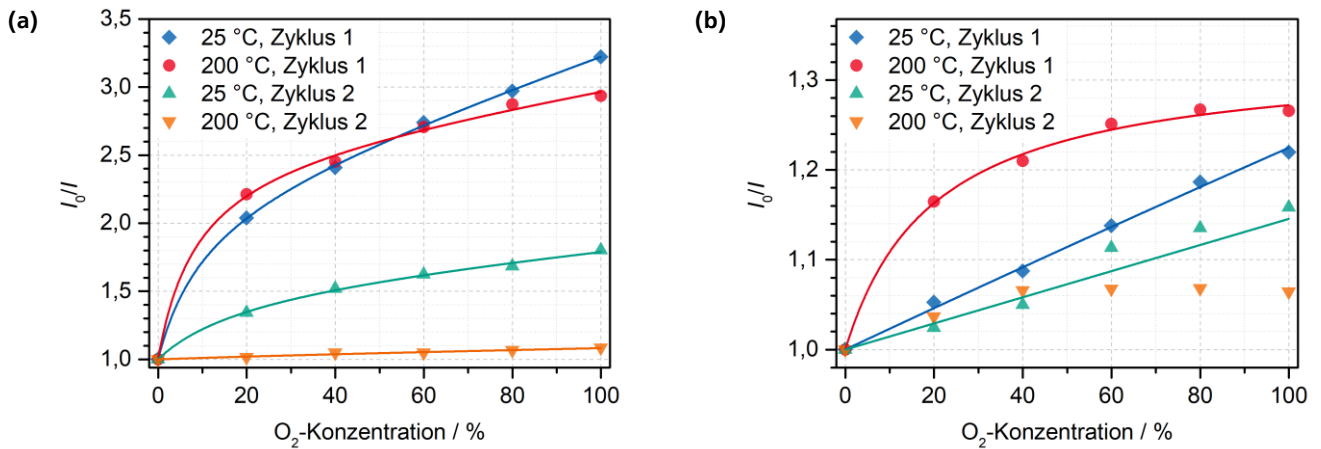 (a)
3,5
3,0
2,5
2,0
1,5
1,0
I0/I
25 °C, Zyklus 1
200 °C, Zyklus 1
25 °C, Zyklus 2
200 °C, Zyklus 2
0 20 40 60 80 100
O2-Konzentration / %
(b)
1,3
1,2
1,1
1,0
I0/I
25 °C, Zyklus 1
200 °C, Zyklus 1
25 °C, Zyklus 2
200 °C, Zyklus 2
0 20 40 60 80 100
O2-Konzentration / %